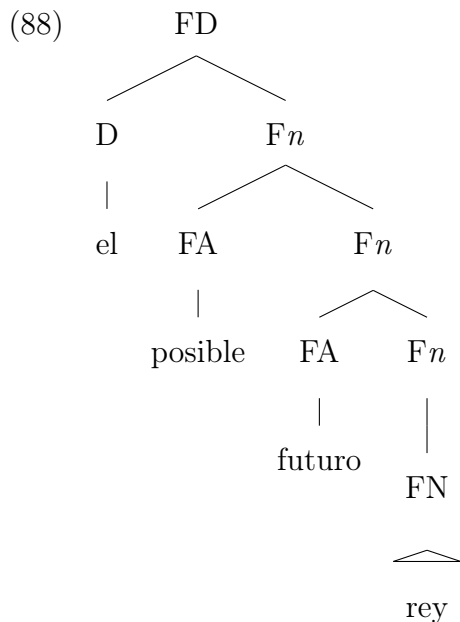 (88) FD
D Fn
el FA Fn
posible FA Fn
futuro
FN
rey